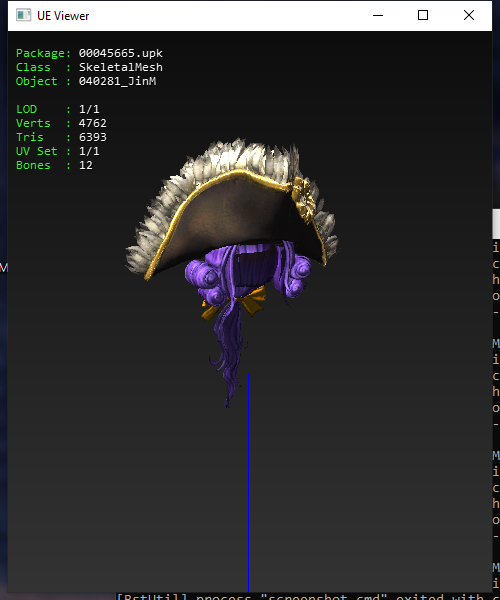 UE Viewer
Package: 00045665.upk
Class : SkeletalMesh
Object : 040281_JinM
LOD : 1/1
Verts : 4762
Tris : 6393
UV Set : 1/1
Bones : 12
M
i
c
h
o
-
M
i
c
h
o
-
M
i
c
h
o
-
M
i
[BstUtil] process "screenshot.cmd" exited with c